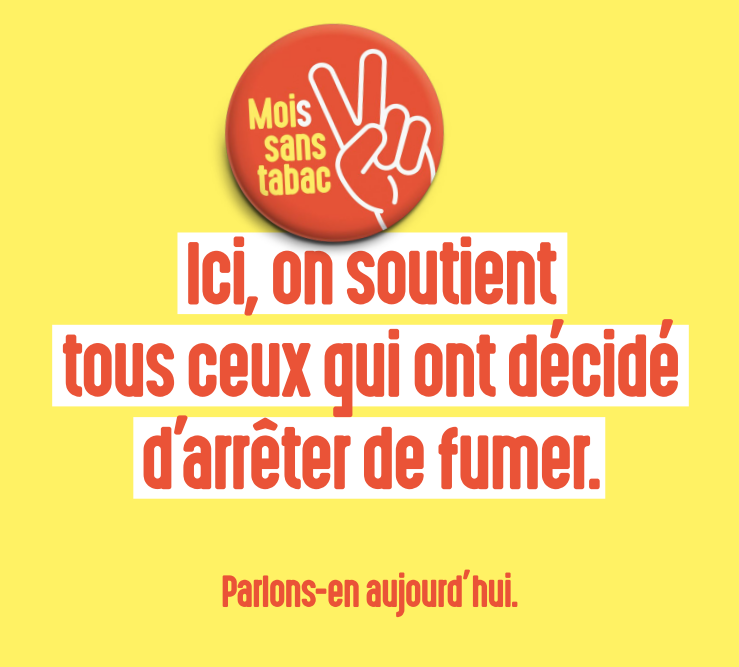 Mois
sans
tabac
Ici, on soutient
tous ceux qui ont décidé
d'arrêter de fumer.
Parlons-en aujourd'hui.